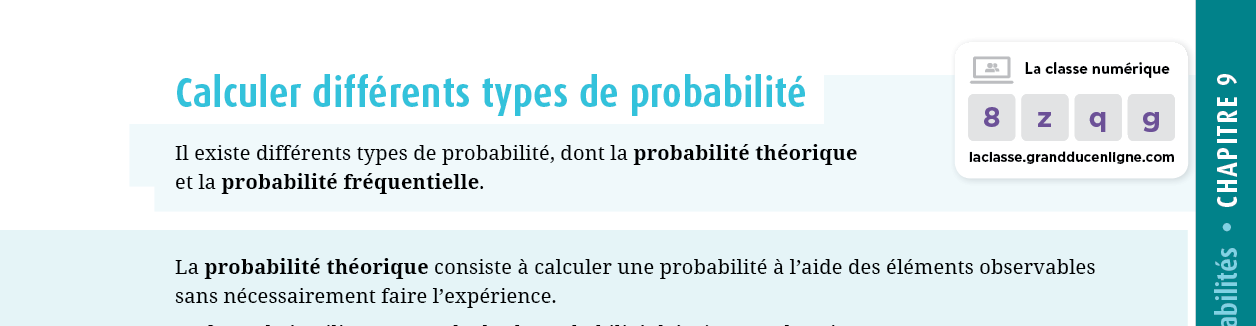 Calculer différents types de probabilité
La classe numérique
8 z q g
laclasse.grandducenligne.com
Il existe différents types de probabilité, dont la probabilité théorique
et la probabilité fréquentielle.
La probabilité théorique consiste à calculer une probabilité à l'aide des éléments observables
sans nécessairement faire l'expérience.
abilités • CHAPITRE 9